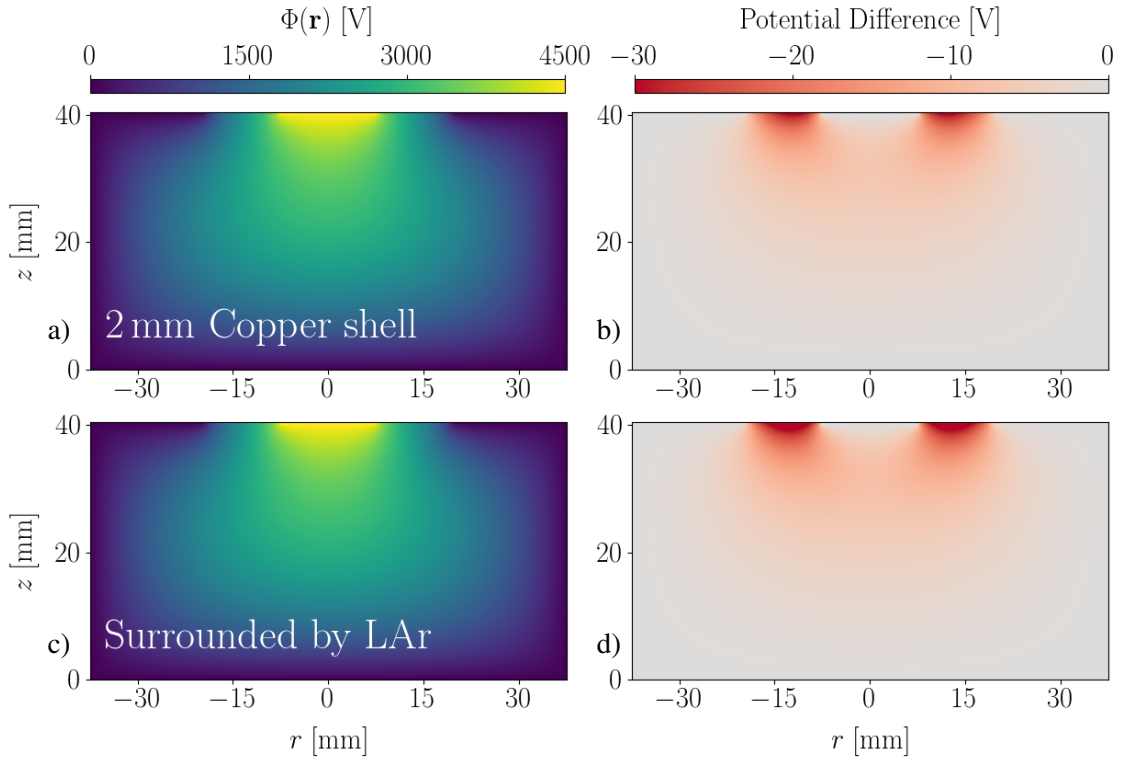 Φ(r) [V]
0 1500 3000 4500
Potential Difference [V]
−30 −20 −10 0
z [mm]
40
20
0
a) 2 mm Copper shell
−30 −15 0 15 30
40
20
0
z [mm]
b)
−30 −15 0 15 30
z [mm]
40
20
0
c) Surrounded by LAr
−30 −15 0 15 30
r [mm]
z [mm]
40
20
0
d)
−30 −15 0 15 30
r [mm]